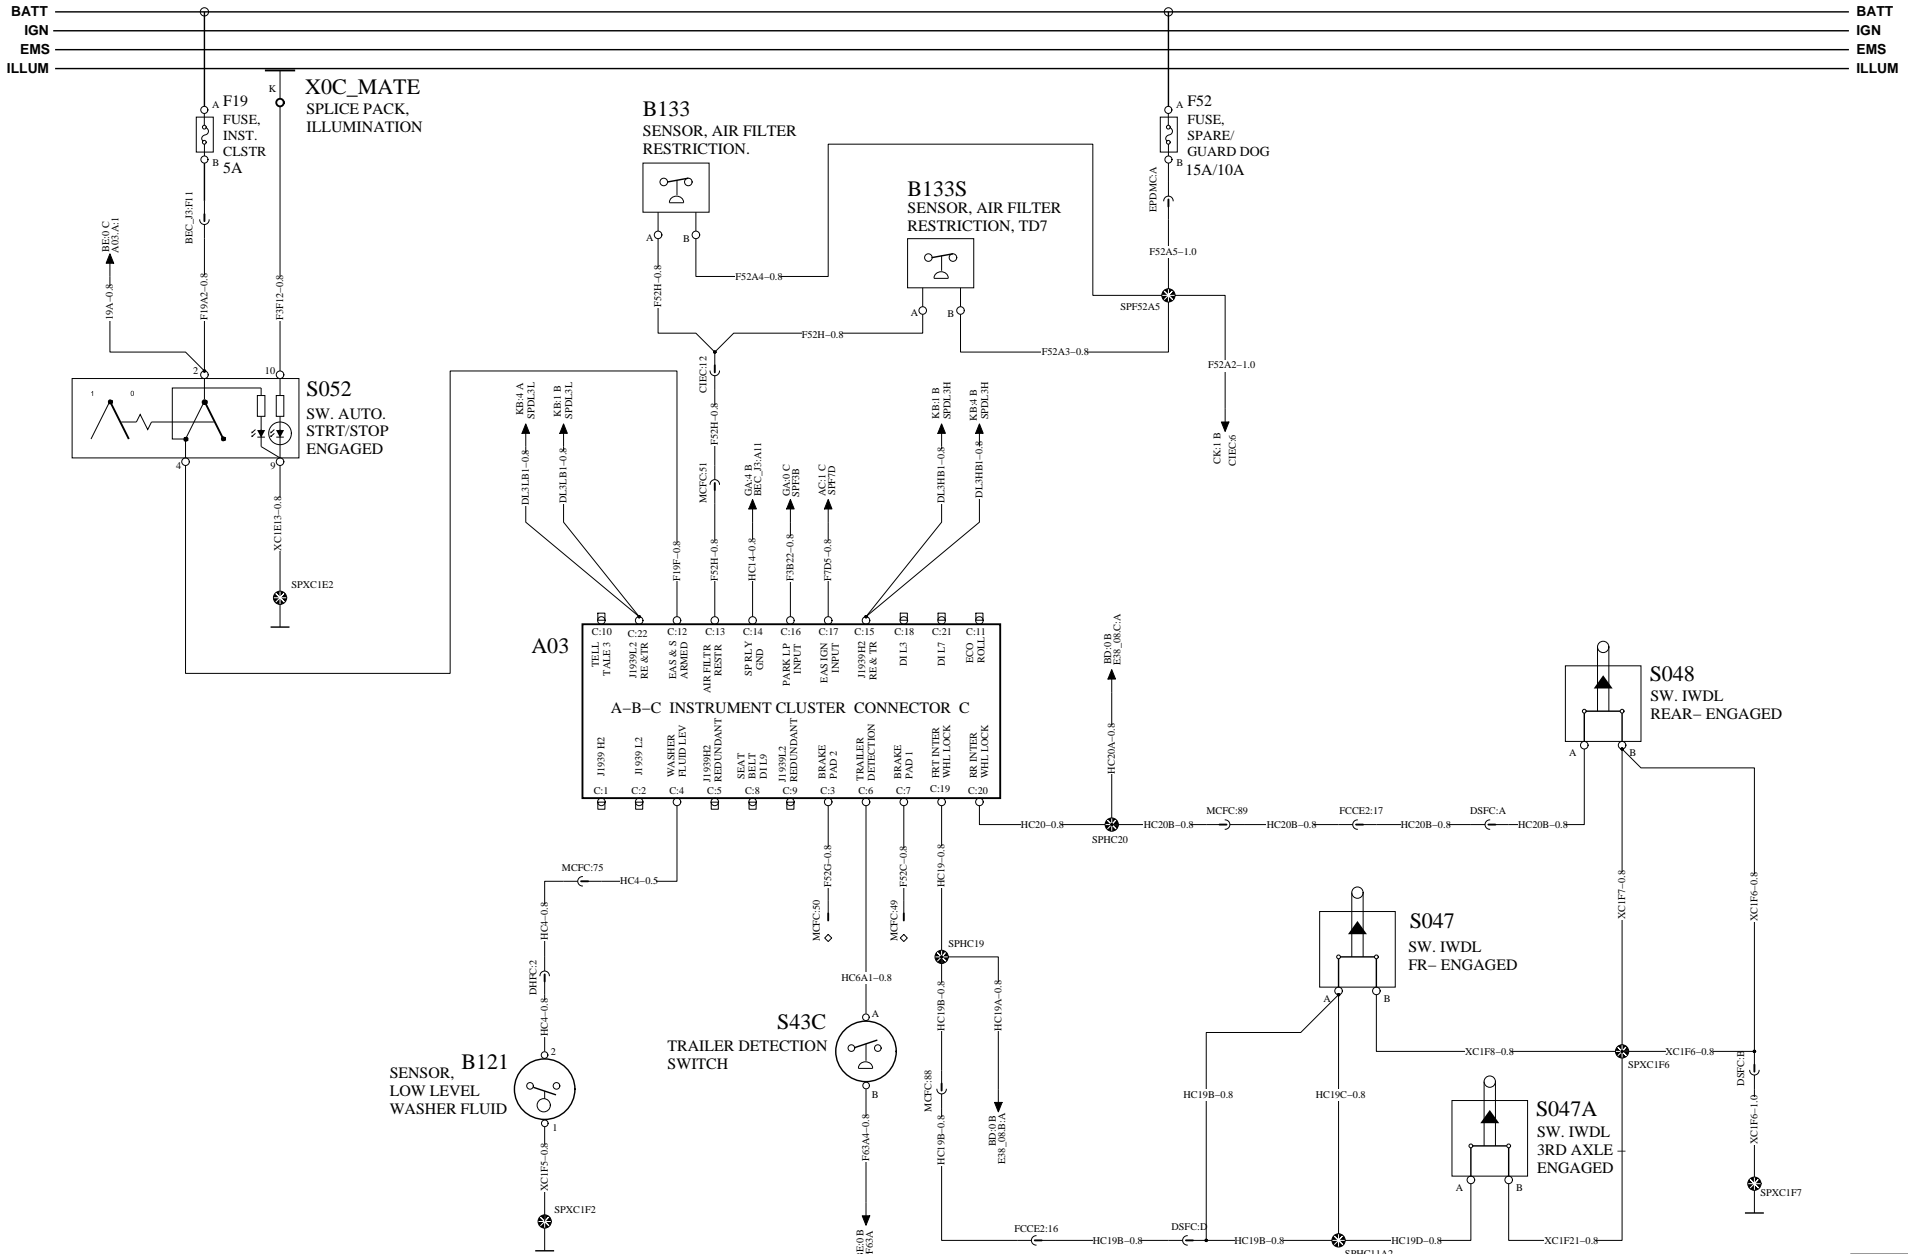 BATT
BATT
IGN
IGN
EMS
EMS
ILLUM
ILLUM
K
X0C_MATE
SPLICE PACK,
ILLUMINATION
A
F19
FUSE,
INST.
CLSTR
5A
B
BEC_J3:F11
BE:0 C
A03.A:1
19A-0.8
F19A2-0.8
F3F12-0.8
B133
SENSOR, AIR FILTER
RESTRICTION.
A
B
F52H-0.8
F52A4-0.8
B133S
SENSOR, AIR FILTER
RESTRICTION, TD7
A
B
F52H-0.8
F52A3-0.8
A
F52
FUSE,
SPARE/
GUARD DOG
15A/10A
B
EPDMC:A
F52A5-1.0
SPF52A5
F52A2-1.0
CK:1 B
CIEC:6
2
10
1
0
S052
SW. AUTO.
STRT/STOP
ENGAGED
4
9
XC1E13-0.8
SPXC1E2
CIEC:12
F52H-0.8
MCFC:51
F52H-0.8
KB:4 A
SPDL3L
KB:1 B
SPDL3L
DL3LB1-0.8
DL3LB1-0.8
F19F-0.8
GA:4 B
BEC_J3:A11
HC14-0.8
GA:0 C
SPF3B
F3B22-0.8
AC:1 C
SPF7D
F7D5-0.8
KB:1 B
SPDL3H
KB:4 B
SPDL3H
DL3HB1-0.8
DL3HB1-0.8
A03
C:10
C:22
C:12
C:13
C:14
C:16
C:17
C:15
C:18
C:21
C:11
TELL
TALE 3
J1939L2
RE &TR
EAS & S
ARMED
AIR FILTR
RESTR
SP RLY
GND
PARK LP
INPUT
EAS IGN
INPUT
J1939H2
RE & TR
DI L3
DI L7
ECO
ROLL
A-B-C INSTRUMENT CLUSTER CONNECTOR C
J1939 H2
J1939 L2
WASHER
FLUID LEV
J1939H2
REDUNDANT
SEAT
BELT
DI L9
J1939L2
REDUNDANT
BRAKE
PAD 2
TRAILER
DETECTION
BRAKE
PAD 1
FRT INTER
WHL LOCK
RR INTER
WHL LOCK
C:1
C:2
C:4
C:5
C:8
C:9
C:3
C:6
C:7
C:19
C:20
BD:0 B
E38_08.C:A
HC20A-0.8
HC20-0.8
SPHC20
HC20B-0.8
MCFC:89
HC20B-0.8
FCCE2:17
HC20B-0.8
DSFC:A
HC20B-0.8
S048
SW. IWDL
REAR- ENGAGED
A
B
XC1F7-0.8
XC1F6-0.8
MCFC:75
HC4-0.5
HC4-0.8
DHFC:2
HC4-0.8
2
B121
SENSOR,
LOW LEVEL
WASHER FLUID
1
XC1F5-0.8
SPXC1F2
F52G-0.8
MCFC:50
F52C-0.8
MCFC:49
HC6A1-0.8
A
S43C
TRAILER DETECTION
SWITCH
B
F63A4-0.8
F63A
HC19-0.8
SPHC19
HC19B-0.8
HC19A-0.8
MCFC:88
HC19B-0.8
BD:0 B
E38_08.B:A
S047
SW. IWDL
FR- ENGAGED
A
B
XC1F8-0.8
SPXC1F6
XC1F6-0.8
DSFC:B
XC1F6-1.0
SPXC1F7
HC19B-0.8
HC19C-0.8
S047A
SW. IWDL
3RD AXLE -
ENGAGED
A
B
FCCE2:16
HC19B-0.8
DSFC:D
HC19B-0.8
HC19D-0.8
XC1F21-0.8